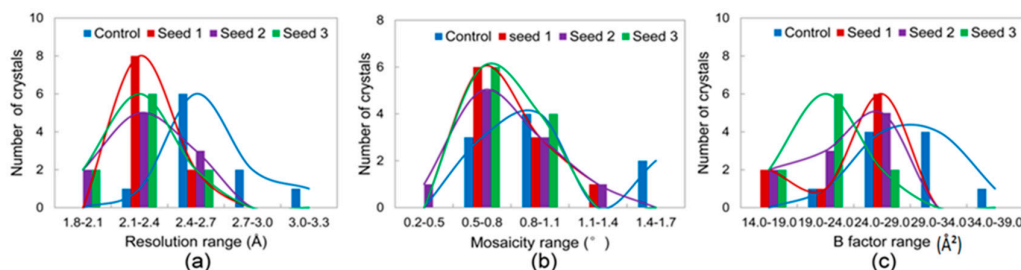 10
8
6
4
2
0
Number of crystals
Control Seed 1 Seed 2 Seed 3
1.8-2.1 2.1-2.4 2.4-2.7 2.7-3.0 3.0-3.3
Resolution range (Å)
(a)
8
6
4
2
0
Number of crystals
Control seed 1 Seed 2 Seed 3
0.2-0.5 0.5-0.8 0.8-1.1 1.1-1.4 1.4-1.7
Mosaicity range (°)
(b)
10
8
6
4
2
0
Number of crystals
Control Seed 1 Seed 2 Seed 3
14.0-19.0 19.0-24.0 24.0-29.0 29.0-34.0 34.0-39.0
B factor range (Å²)
(c)